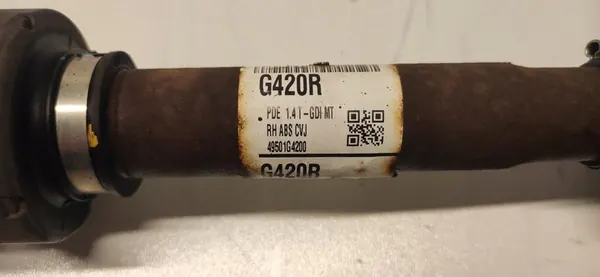 G420R
PDE 1.4 T-GDI MT
RH ABS CVJ
49501G4200
G420R